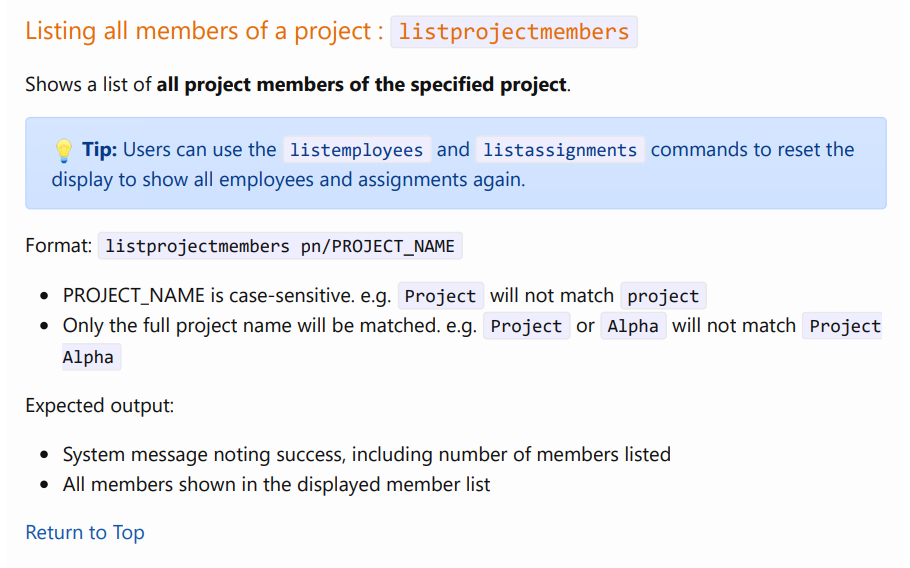 Listing all members of a project : listprojectmembers
Shows a list of all project members of the specified project.
💡 Tip: Users can use the listemployees and listassignments commands to reset the
display to show all employees and assignments again.
Format: listprojectmembers pn/PROJECT_NAME
• PROJECT_NAME is case-sensitive. e.g. Project will not match project
• Only the full project name will be matched. e.g. Project or Alpha will not match Project
Alpha
Expected output:
• System message noting success, including number of members listed
• All members shown in the displayed member list
Return to Top